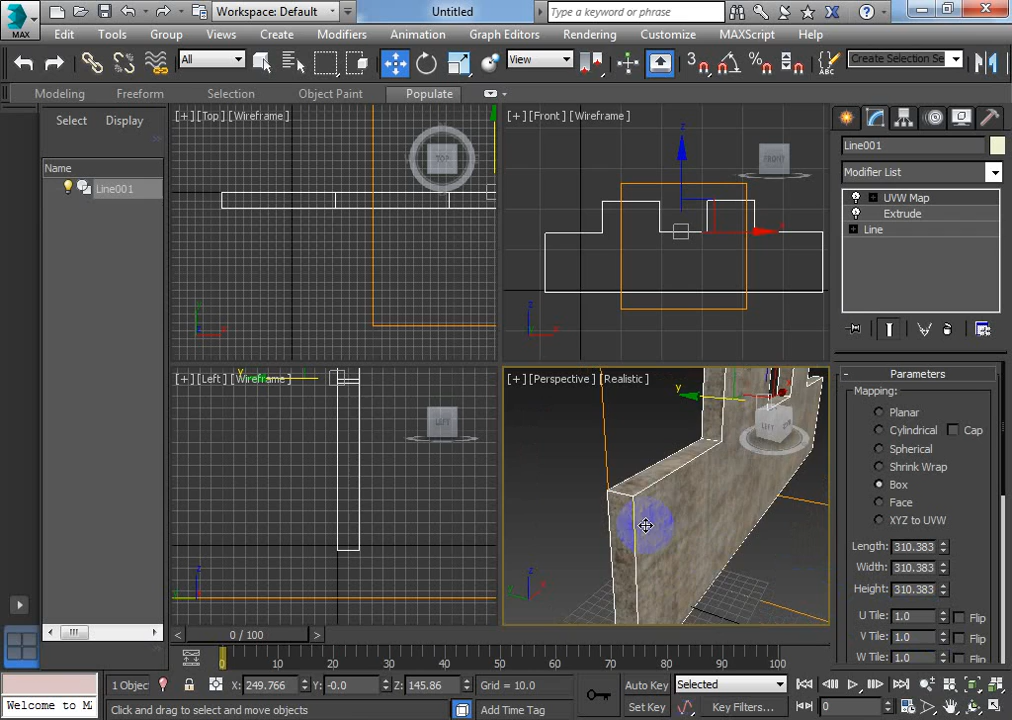 MAX
Workspace: Default
Untitled
Type a keyword or phrase
Edit Tools Group Views Create Modifiers Animation Graph Editors Rendering Customize MAXScript Help
All
View
3
Create Selection Se
Modeling Freeform Selection Object Paint Populate
Select Display
Name
Line001
[+] [Top] [Wireframe]
TOP
[+] [Front] [Wireframe]
FRONT
z
x
[+] [Left] [Wireframe]
LEFT
[+] [Perspective] [Realistic]
y
LEFT
Line001
Modifier List
UVW Map
Extrude
Line
Parameters
Mapping:
Planar
Cylindrical Cap
Spherical
Shrink Wrap
Box
Face
XYZ to UVW
Length: 310.383
Width: 310.383
Height: 310.383
U Tile: 1.0 Flip
V Tile: 1.0 Flip
W Tile: 1.0 Flip
0 / 100
0 10 20 30 40 50 60 70 80 90 100
1 Objec X: 249.766 Y: -0.0 Z: 145.86 Grid = 10.0 Auto Key Selected
Welcome to M
Click and drag to select and move objects Add Time Tag Set Key Key Filters... 0